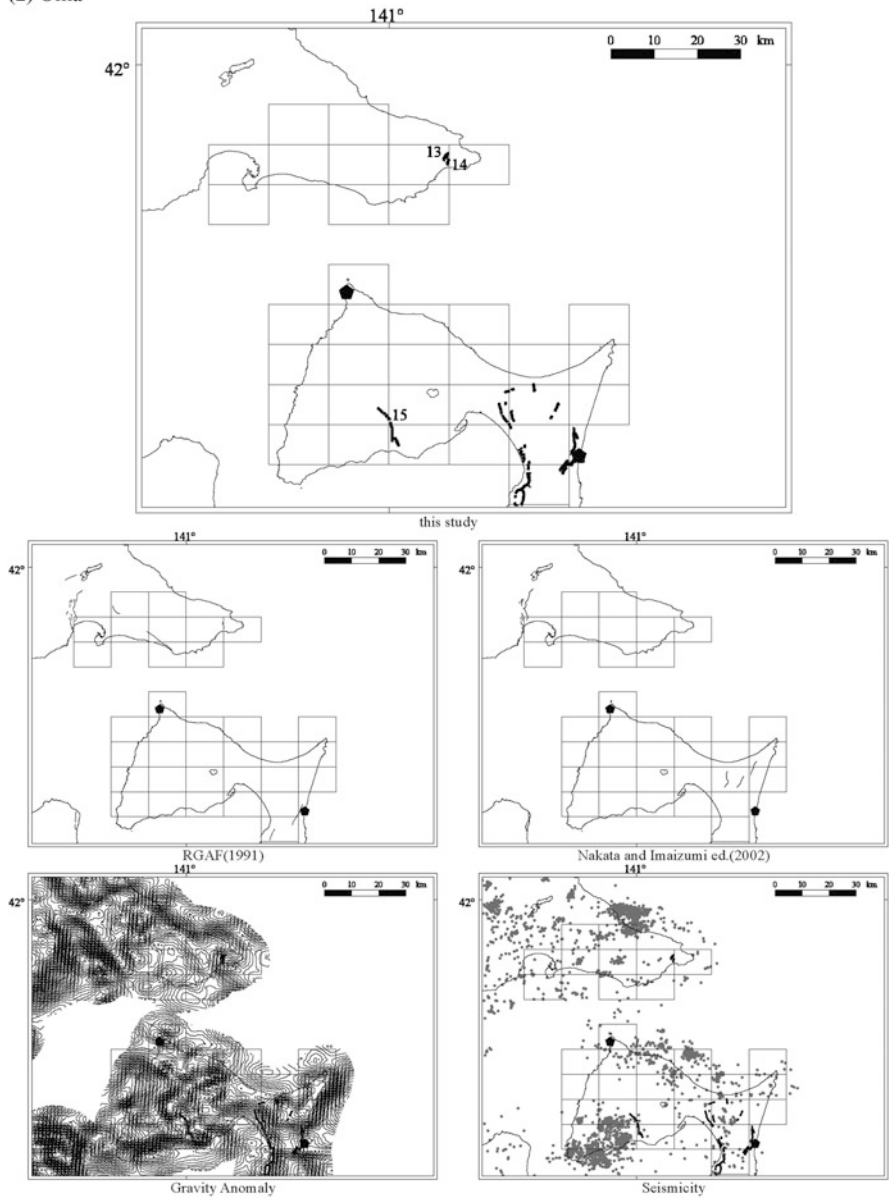 141°
0 10 20 30 km
42°
13
14
15
this study
141° 141°
0 10 20 30 km 0 10 20 30 km
42° 42°
RGAF(1991) Nakata and Imaizumi ed.(2002)
141° 141°
0 10 20 30 km 0 10 20 30 km
42° 42°
Gravity Anomaly Seismicity